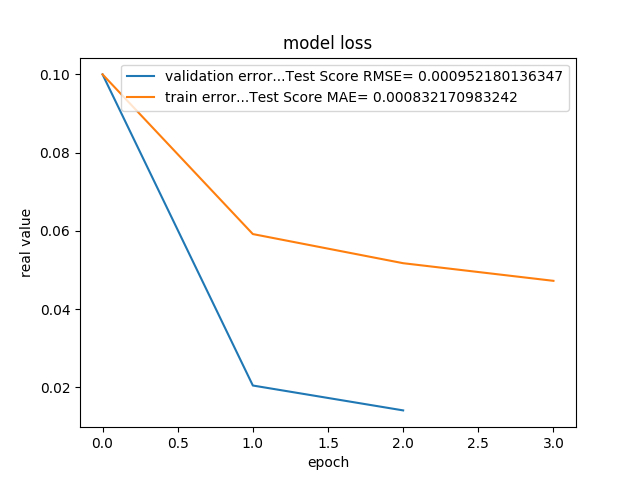 model loss
validation error...Test Score RMSE= 0.000952180136347
train error...Test Score MAE= 0.000832170983242
0.10
0.08
0.06
0.04
0.02
real value
0.0 0.5 1.0 1.5 2.0 2.5 3.0
epoch